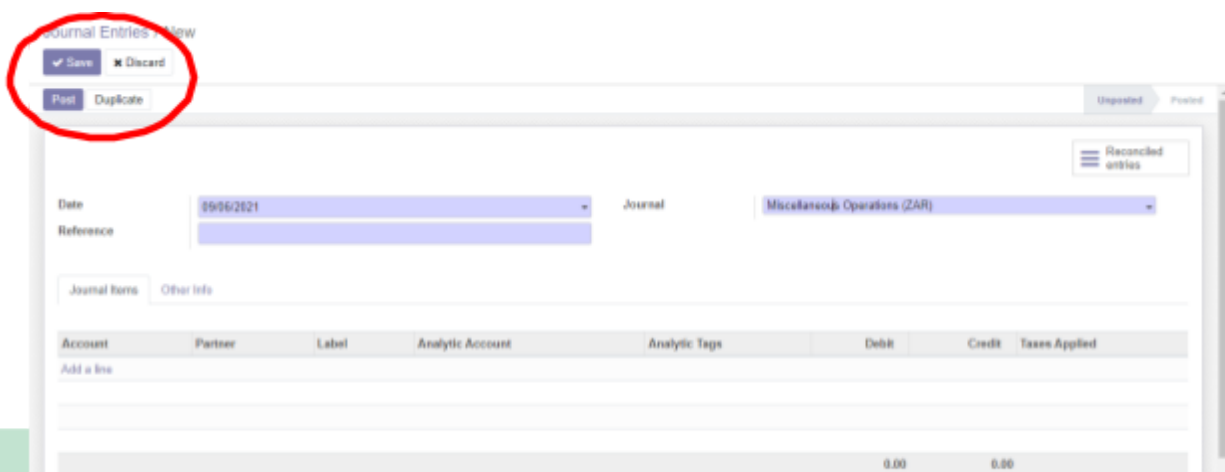 Journal Entries / New
Save Discard
Post Duplicate Unposted Posted
Reconciled
entries
Date 09/06/2021 Journal Miscellaneous Operations (ZAR)
Reference
Journal Items Other Info
Account Partner Label Analytic Account Analytic Tags Debit Credit Taxes Applied
Add a line
0.00 0.00